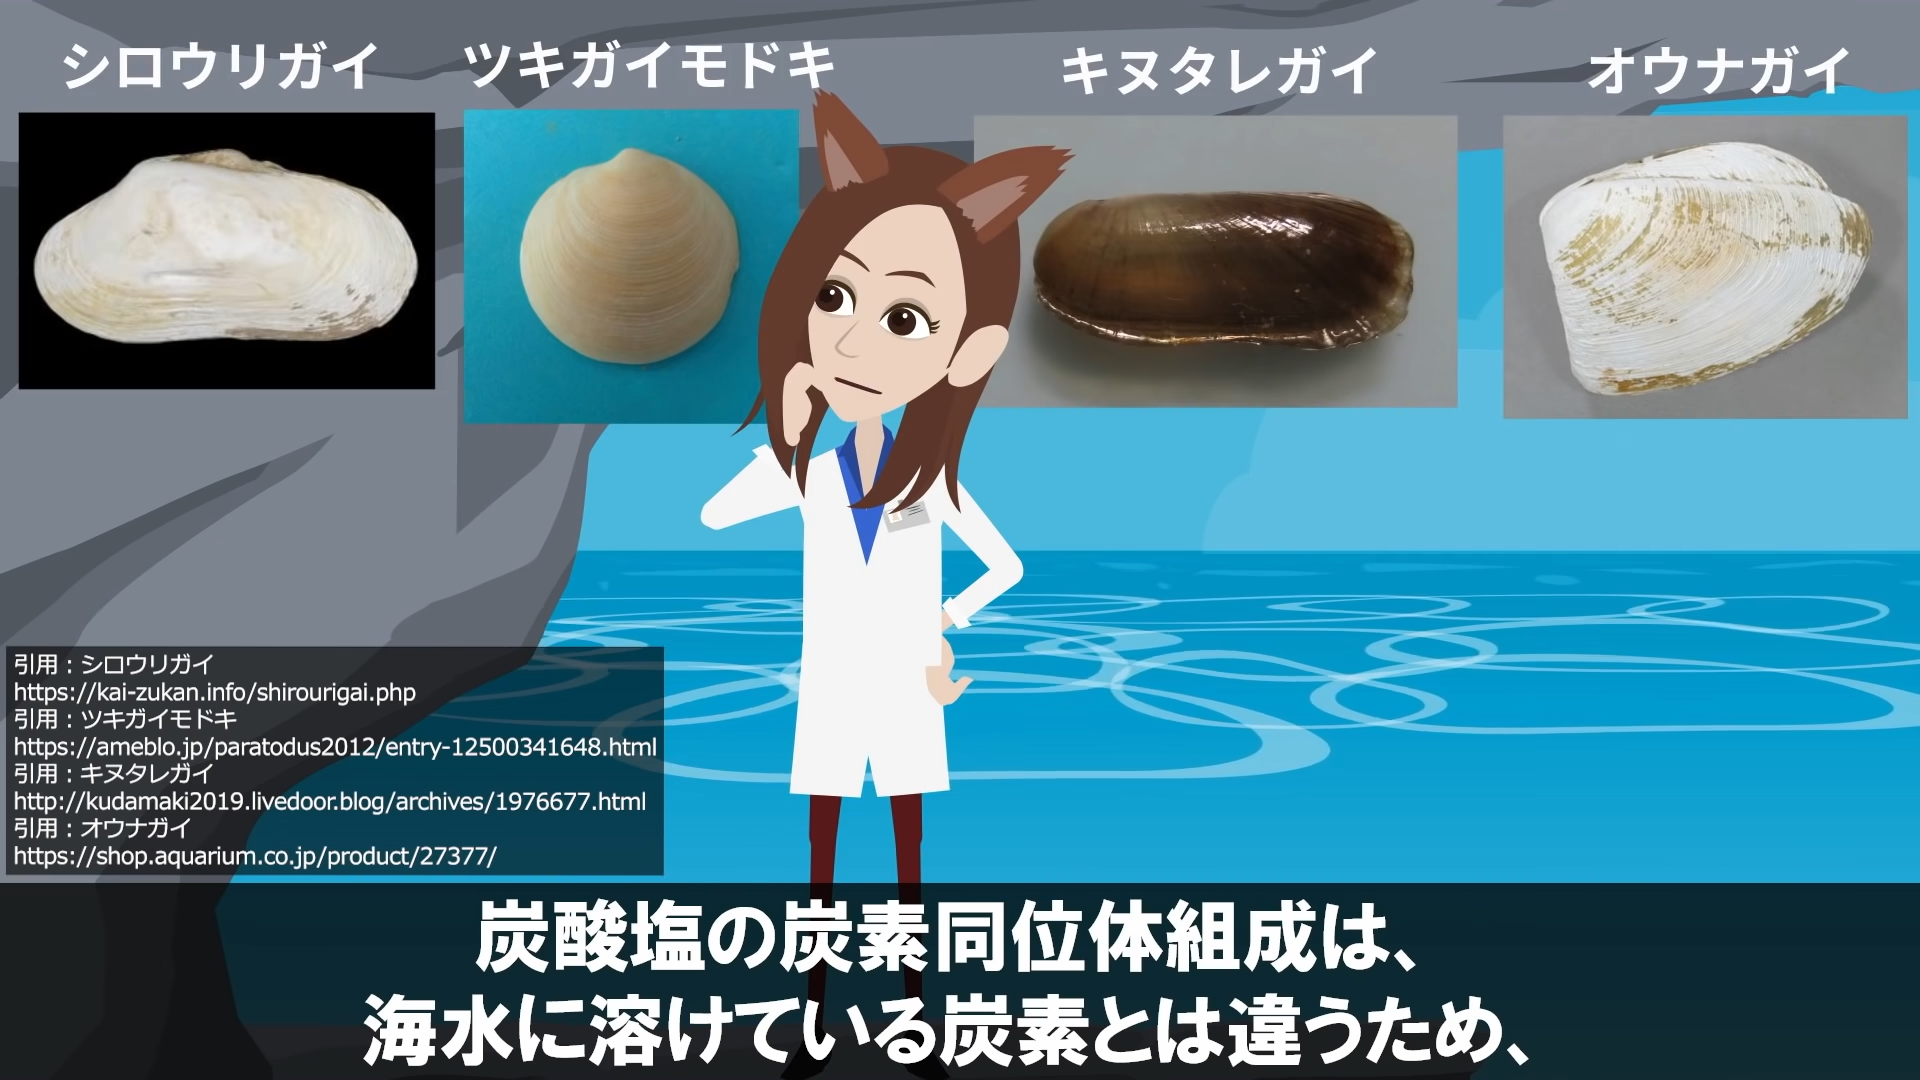 シロウリガイ
ツキガイモドキ
キヌタレガイ
オウナガイ
引用：シロウリガイ
https://kai-zukan.info/shirourigai.php
引用：ツキガイモドキ
https://ameblo.jp/paratodus2012/entry-12500341648.html
引用：キヌタレガイ
http://kudamaki2019.livedoor.blog/archives/1976677.html
引用：オウナガイ
https://shop.aquarium.co.jp/product/27377/
炭酸塩の炭素同位体組成は、
海水に溶けている炭素とは違うため、